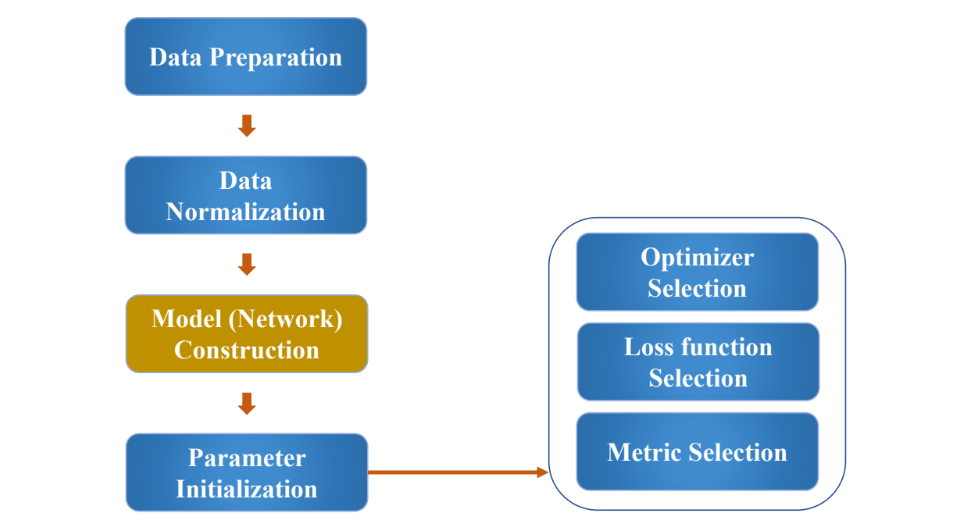 Data Preparation
Data
Normalization
Model (Network)
Construction
Parameter
Initialization
Optimizer
Selection
Loss function
Selection
Metric Selection